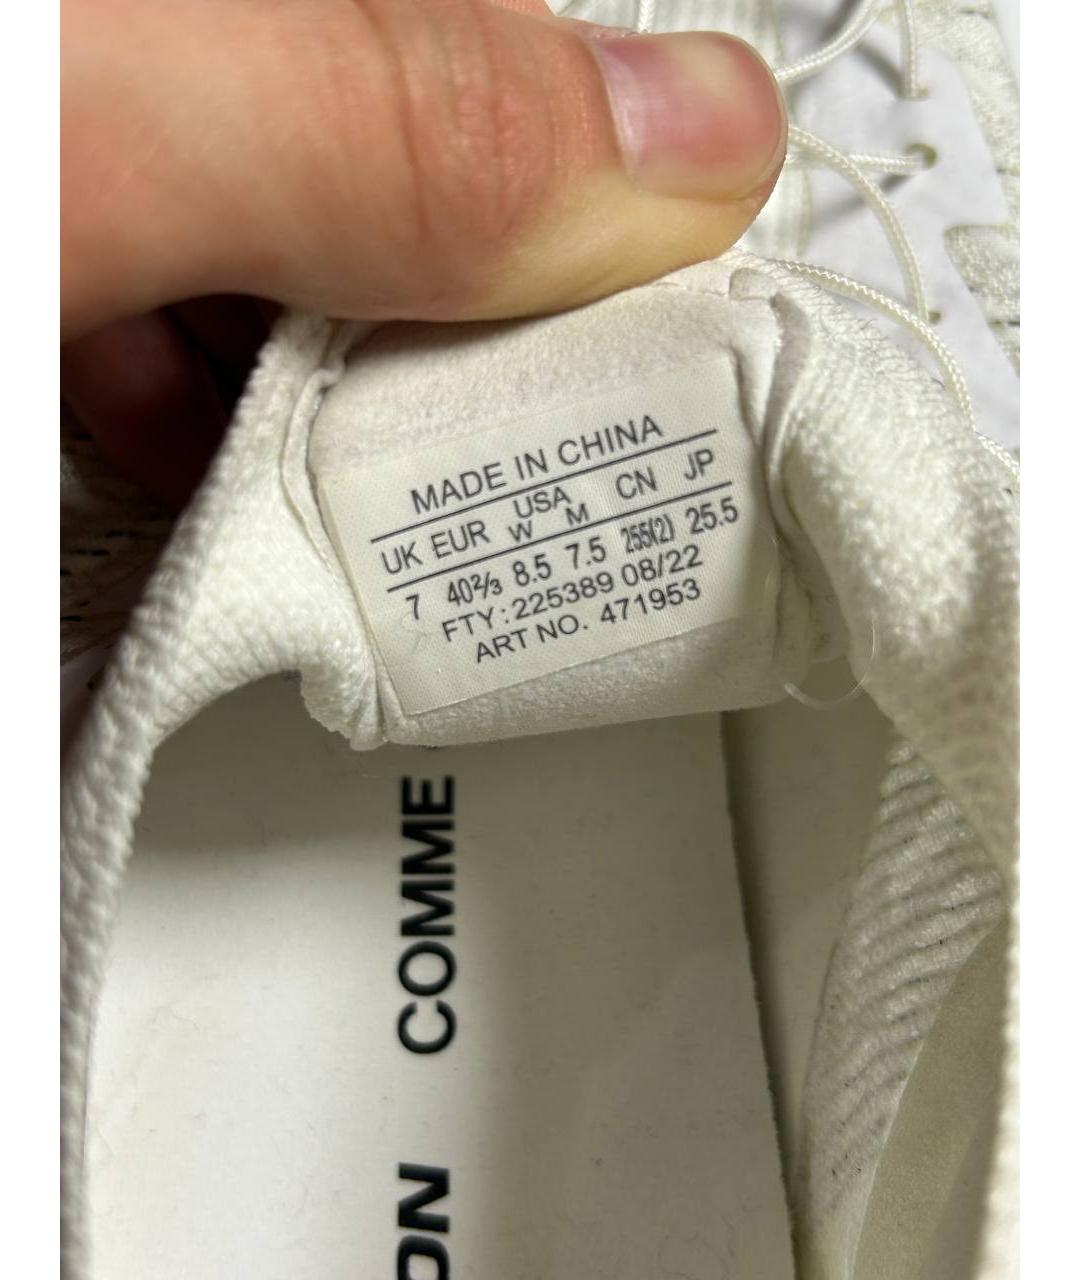 MADE IN CHINA
UK EUR USA W M CN JP
7 40⅔ 8.5 7.5 255(2) 25.5
FTY: 225389 08/22
ART NO. 471953
COMME